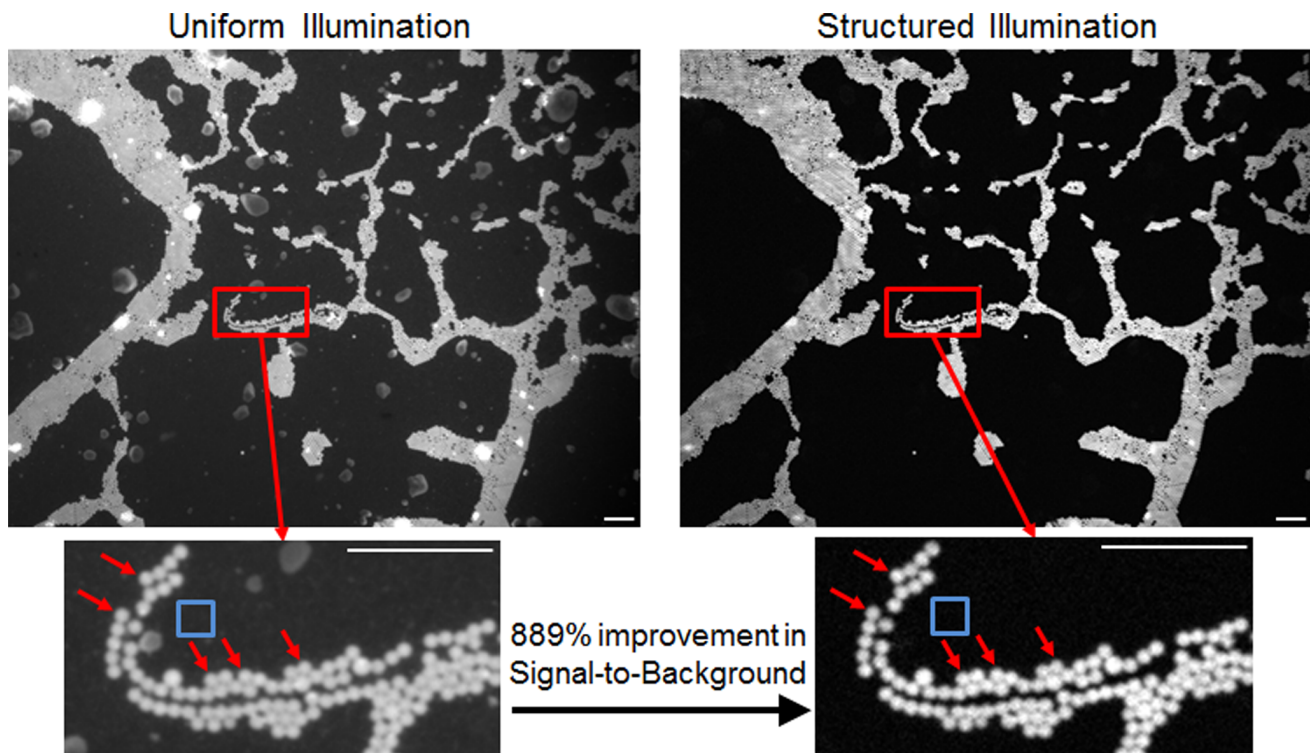 Uniform Illumination
Structured Illumination
889% improvement in
Signal-to-Background